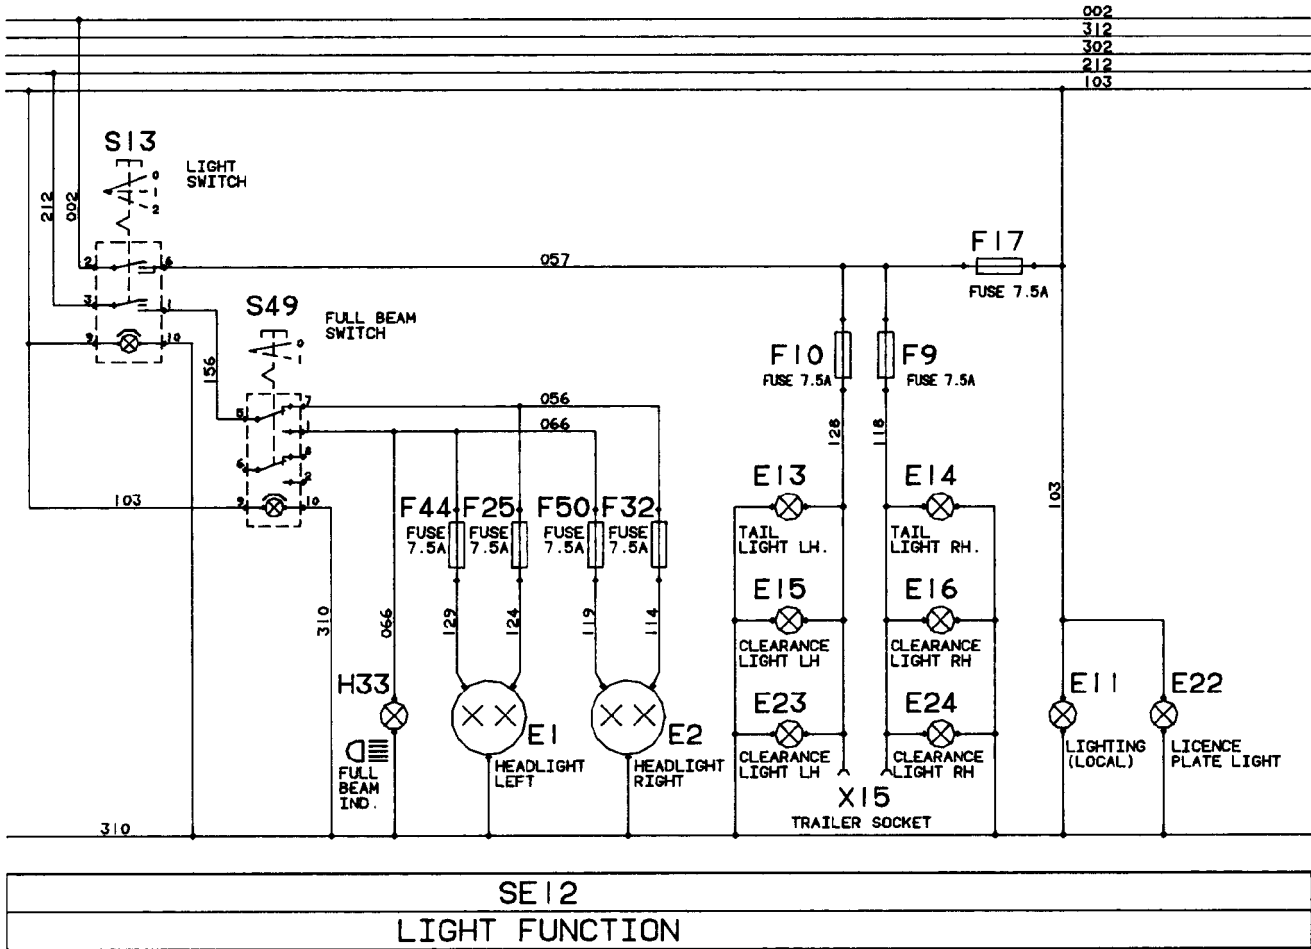 002
312
302
212
103
S13
LIGHT
SWITCH
0
1
2
212
002
2
6
057
F17
FUSE 7.5A
3
1
S49
FULL BEAM
SWITCH
0
1
9
10
156
F10
FUSE 7.5A
F9
FUSE 7.5A
5
7
056
1
066
128
118
6
8
2
103
9
10
E13
TAIL
LIGHT LH.
E14
TAIL
LIGHT RH.
103
F44
FUSE
7.5A
F25
FUSE
7.5A
F50
FUSE
7.5A
F32
FUSE
7.5A
E15
CLEARANCE
LIGHT LH
E16
CLEARANCE
LIGHT RH
310
066
129
124
119
114
H33
FULL
BEAM
IND.
E1
HEADLIGHT
LEFT
E2
HEADLIGHT
RIGHT
E23
CLEARANCE
LIGHT LH
E24
CLEARANCE
LIGHT RH
E11
LIGHTING
(LOCAL)
E22
LICENCE
PLATE LIGHT
X15
TRAILER SOCKET
310
SE12
LIGHT FUNCTION